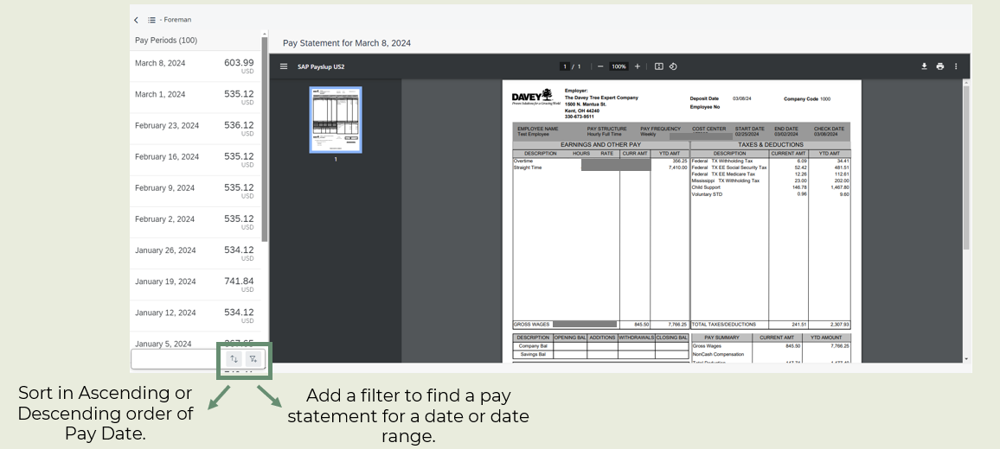 - Foreman
Pay Periods (100)
March 8, 2024 603.99
USD
March 1, 2024 535.12
USD
February 23, 2024 536.12
USD
February 16, 2024 535.12
USD
February 9, 2024 535.12
USD
February 2, 2024 535.12
USD
January 26, 2024 534.12
USD
January 19, 2024 741.84
USD
January 12, 2024 534.12
USD
January 5, 2024
Pay Statement for March 8, 2024
SAP Payslup US2 1 / 1 100%
1
DAVEY
Proven Solutions for a Growing World
Employer:
The Davey Tree Expert Company
1500 N. Mantua St.
Kent, OH 44240
330-673-9511
Deposit Date 03/08/24 Company Code 1000
Employee No
EMPLOYEE NAME PAY STRUCTURE PAY FREQUENCY COST CENTER START DATE END DATE CHECK DATE
Test Employee Hourly Full Time Weekly 02/25/2024 03/02/2024 03/08/2024
EARNINGS AND OTHER PAY TAXES & DEDUCTIONS
DESCRIPTION HOURS RATE CURR AMT YTD AMT DESCRIPTION CURRENT AMT YTD AMT
Overtime 356.25 Federal TX Withholding Tax 6.09 34.41
Straight Time 7,410.00 Federal TX EE Social Security Tax 52.42 481.51
Federal TX EE Medicare Tax 12.26 112.61
Mississippi TX Withholding Tax 23.00 202.00
Child Support 146.78 1,467.80
Voluntary STD 0.96 9.60
GROSS WAGES 845.50 7,766.25 TOTAL TAXES/DEDUCTIONS 241.51 2,307.93
DESCRIPTION OPENING BAL ADDITIONS WITHDRAWALS CLOSING BAL PAY SUMMARY CURRENT AMT YTD AMOUNT
Company Bal Gross Wages 845.50 7,766.25
Savings Bal NonCash Compensation
Sort in Ascending or
Descending order of
Pay Date.
Add a filter to find a pay
statement for a date or date
range.